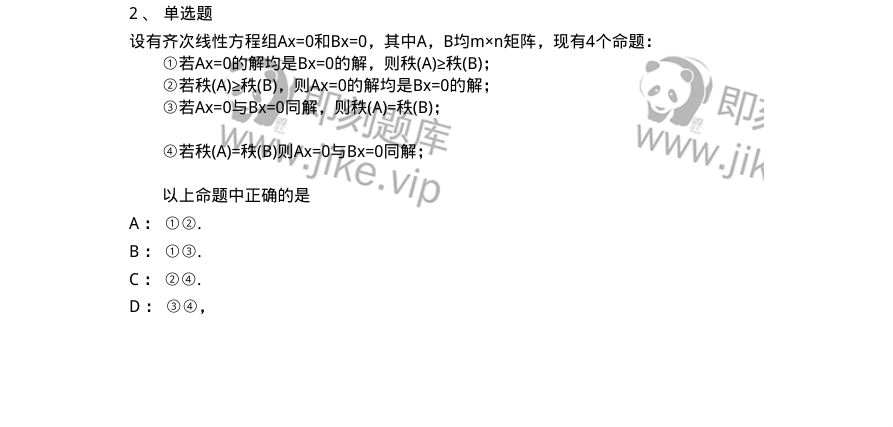 2 、 单选题
设有齐次线性方程组Ax=0和Bx=0，其中A，B均m×n矩阵，现有4个命题：
①若Ax=0的解均是Bx=0的解，则秩(A)≥秩(B)；
②若秩(A)≥秩(B)，则Ax=0的解均是Bx=0的解；
③若Ax=0与Bx=0同解，则秩(A)=秩(B)；
④若秩(A)=秩(B)则Ax=0与Bx=0同解；
以上命题中正确的是
A ： ①②.
B ： ①③.
C ： ②④.
D ： ③④，
即刻题库
www.jike.vip
即刻
www.jik